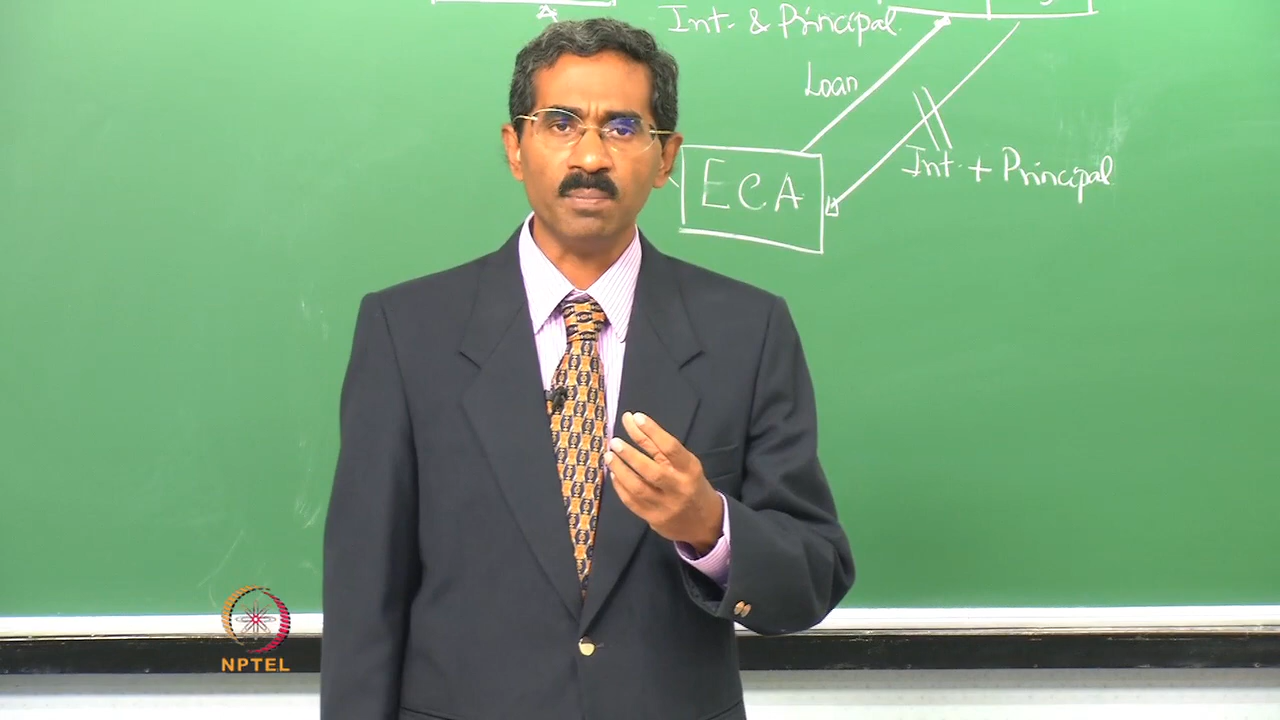 Int. & Principal
Loan
ECA
Int. + Principal
NPTEL